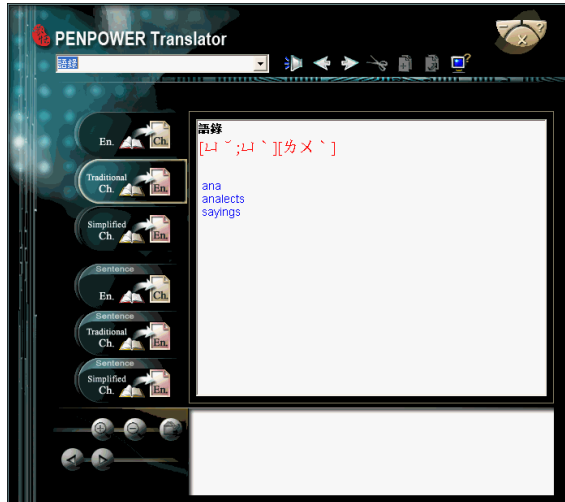 PENPOWER Translator
語錄
En. Ch.
Traditional
Ch. En.
Simplified
Ch. En.
Sentence
En. Ch.
Sentence
Traditional
Ch. En.
Sentence
Simplified
Ch. En.
語錄
[ㄩˇ;ㄩˋ][ㄌㄨˋ]
ana
analects
sayings